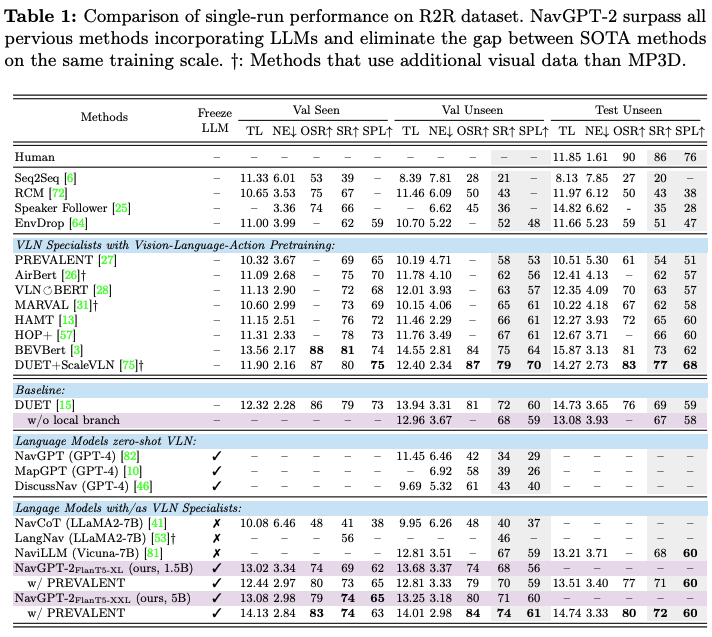 Table 1: Comparison of single-run performance on R2R dataset. NavGPT-2 surpass all
pervious methods incorporating LLMs and eliminate the gap between SOTA methods
on the same training scale. †: Methods that use additional visual data than MP3D.
Methods Freeze LLM Val Seen Val Unseen Test Unseen
TL NE↓ OSR↑ SR↑ SPL↑ TL NE↓ OSR↑ SR↑ SPL↑ TL NE↓ OSR↑ SR↑ SPL↑
Human – – – – – – – – – – – 11.85 1.61 90 86 76
Seq2Seq [6] – 11.33 6.01 53 39 – 8.39 7.81 28 21 – 8.13 7.85 27 20 –
RCM [72] – 10.65 3.53 75 67 – 11.46 6.09 50 43 – 11.97 6.12 50 43 38
Speaker Follower [25] – – 3.36 74 66 – – 6.62 45 36 – 14.82 6.62 - 35 28
EnvDrop [64] – 11.00 3.99 – 62 59 10.70 5.22 – 52 48 11.66 5.23 59 51 47
VLN Specialists with Vision-Language-Action Pretraining:
PREVALENT [27] – 10.32 3.67 – 69 65 10.19 4.71 – 58 53 10.51 5.30 61 54 51
AirBert [26]† – 11.09 2.68 – 75 70 11.78 4.10 – 62 56 12.41 4.13 – 62 57
VLN↻BERT [28] – 11.13 2.90 – 72 68 12.01 3.93 – 63 57 12.35 4.09 70 63 57
MARVAL [31]† – 10.60 2.99 – 73 69 10.15 4.06 – 65 61 10.22 4.18 67 62 58
HAMT [13] – 11.15 2.51 – 76 72 11.46 2.29 – 66 61 12.27 3.93 72 65 60
HOP+ [57] – 11.31 2.33 – 78 73 11.76 3.49 – 67 61 12.67 3.71 – 66 60
BEVBert [3] – 13.56 2.17 88 81 74 14.55 2.81 84 75 64 15.87 3.13 81 73 62
DUET+ScaleVLN [75]† – 11.90 2.16 87 80 75 12.40 2.34 87 79 70 14.27 2.73 83 77 68
Baseline:
DUET [15] – 12.32 2.28 86 79 73 13.94 3.31 81 72 60 14.73 3.65 76 69 59
w/o local branch – – – – – – 12.96 3.67 – 68 59 13.08 3.93 – 67 58
Language Models zero-shot VLN:
NavGPT (GPT-4) [82] ✓ – – – – – 11.45 6.46 42 34 29 – – – – –
MapGPT (GPT-4) [10] ✓ – – – – – – 6.92 58 39 26 – – – – –
DiscussNav (GPT-4) [46] ✓ – – – – – 9.69 5.32 61 43 40 – – – – –
Langage Models with/as VLN Specialists:
NavCoT (LLaMA2-7B) [41] ✗ 10.08 6.46 48 41 38 9.95 6.26 48 40 37 – – – – –
LangNav (LLaMA2-7B) [53]† ✗ – – – 56 – – – – 46 – – – – – –
NaviLLM (Vicuna-7B) [81] ✗ – – – – – 12.81 3.51 – 67 59 13.21 3.71 – 68 60
NavGPT-2FlanT5-XL (ours, 1.5B) ✓ 13.02 3.34 74 69 62 13.68 3.37 74 68 56 – – – – –
w/ PREVALENT ✓ 12.44 2.97 80 73 65 12.81 3.33 79 70 59 13.51 3.40 77 71 60
NavGPT-2FlanT5-XXL (ours, 5B) ✓ 13.08 2.98 79 74 65 13.25 3.18 80 71 60 – – – – –
w/ PREVALENT ✓ 14.13 2.84 83 74 63 14.01 2.98 84 74 61 14.74 3.33 80 72 60